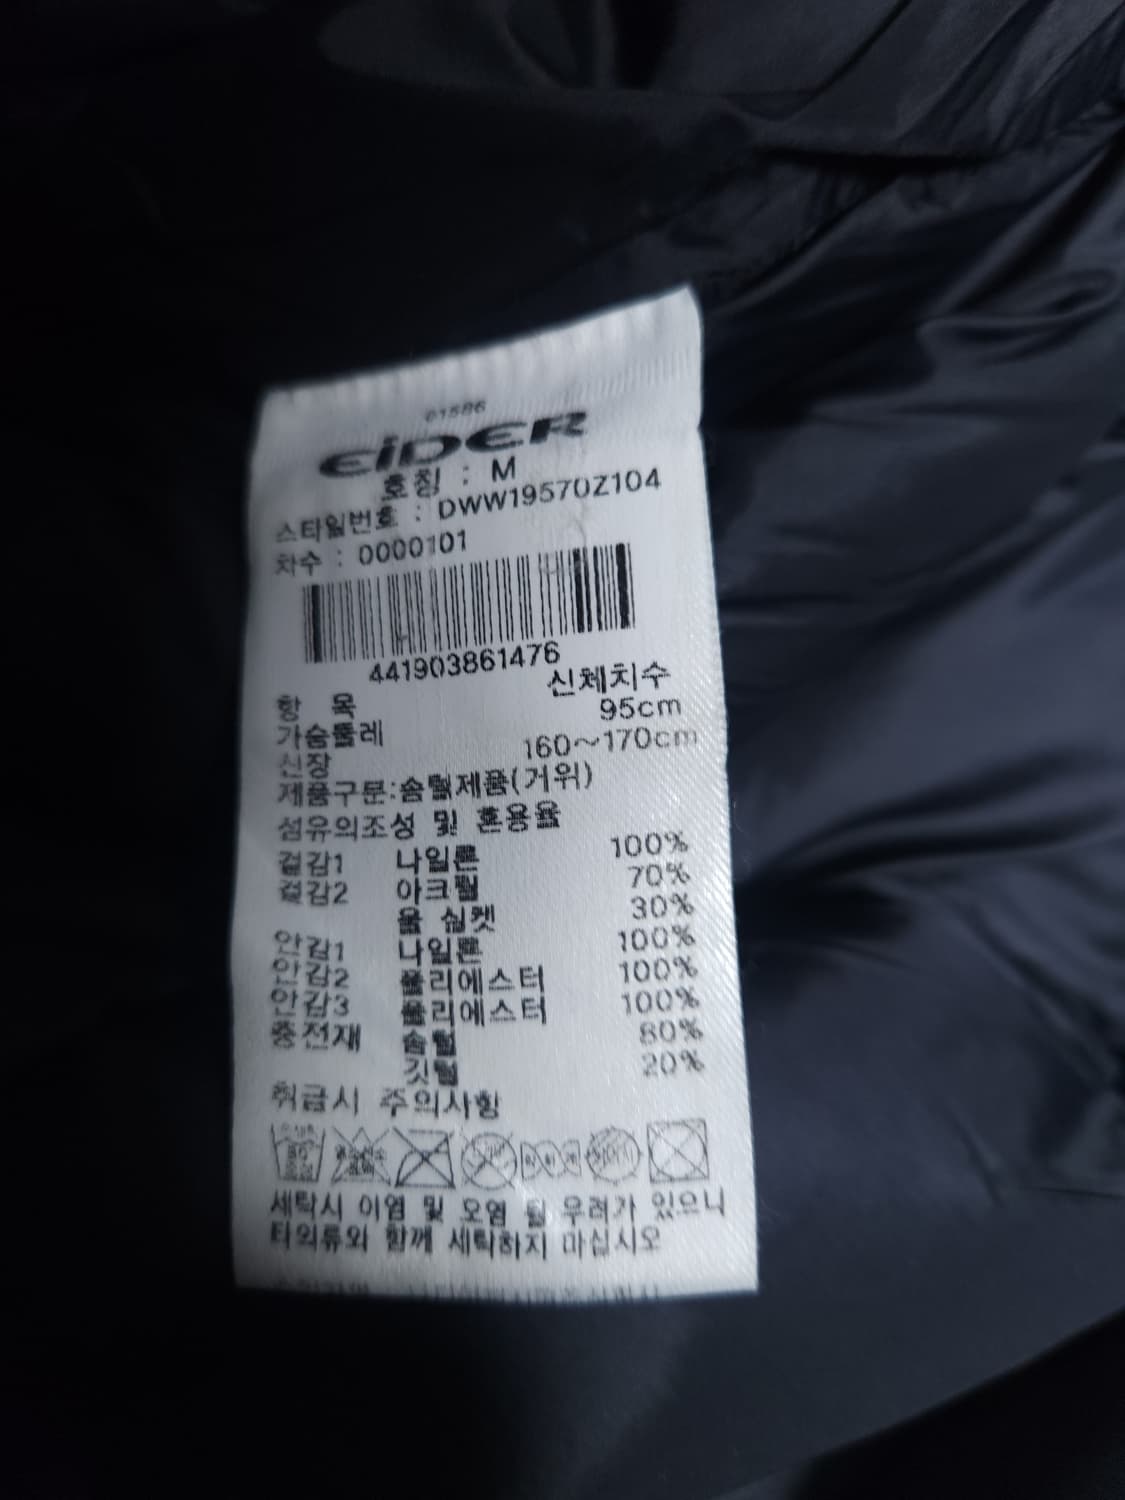 01586
EiDER
호칭 : M
스타일번호 : DWW19570Z104
차수 : 0000101
441903861476
항 목 신체치수
가슴둘레 95cm
신장 160~170cm
제품구분:솜털제품(거위)
섬유의조성 및 혼용율
겉감1 나일론 100%
겉감2 아크릴 70%
울 실켓 30%
안감1 나일론 100%
안감2 폴리에스터 100%
안감3 폴리에스터 100%
충전재 솜털 80%
깃털 20%
취급시 주의사항
세탁시 이염 및 오염 될 우려가 있으니
타의류와 함께 세탁하지 마십시오